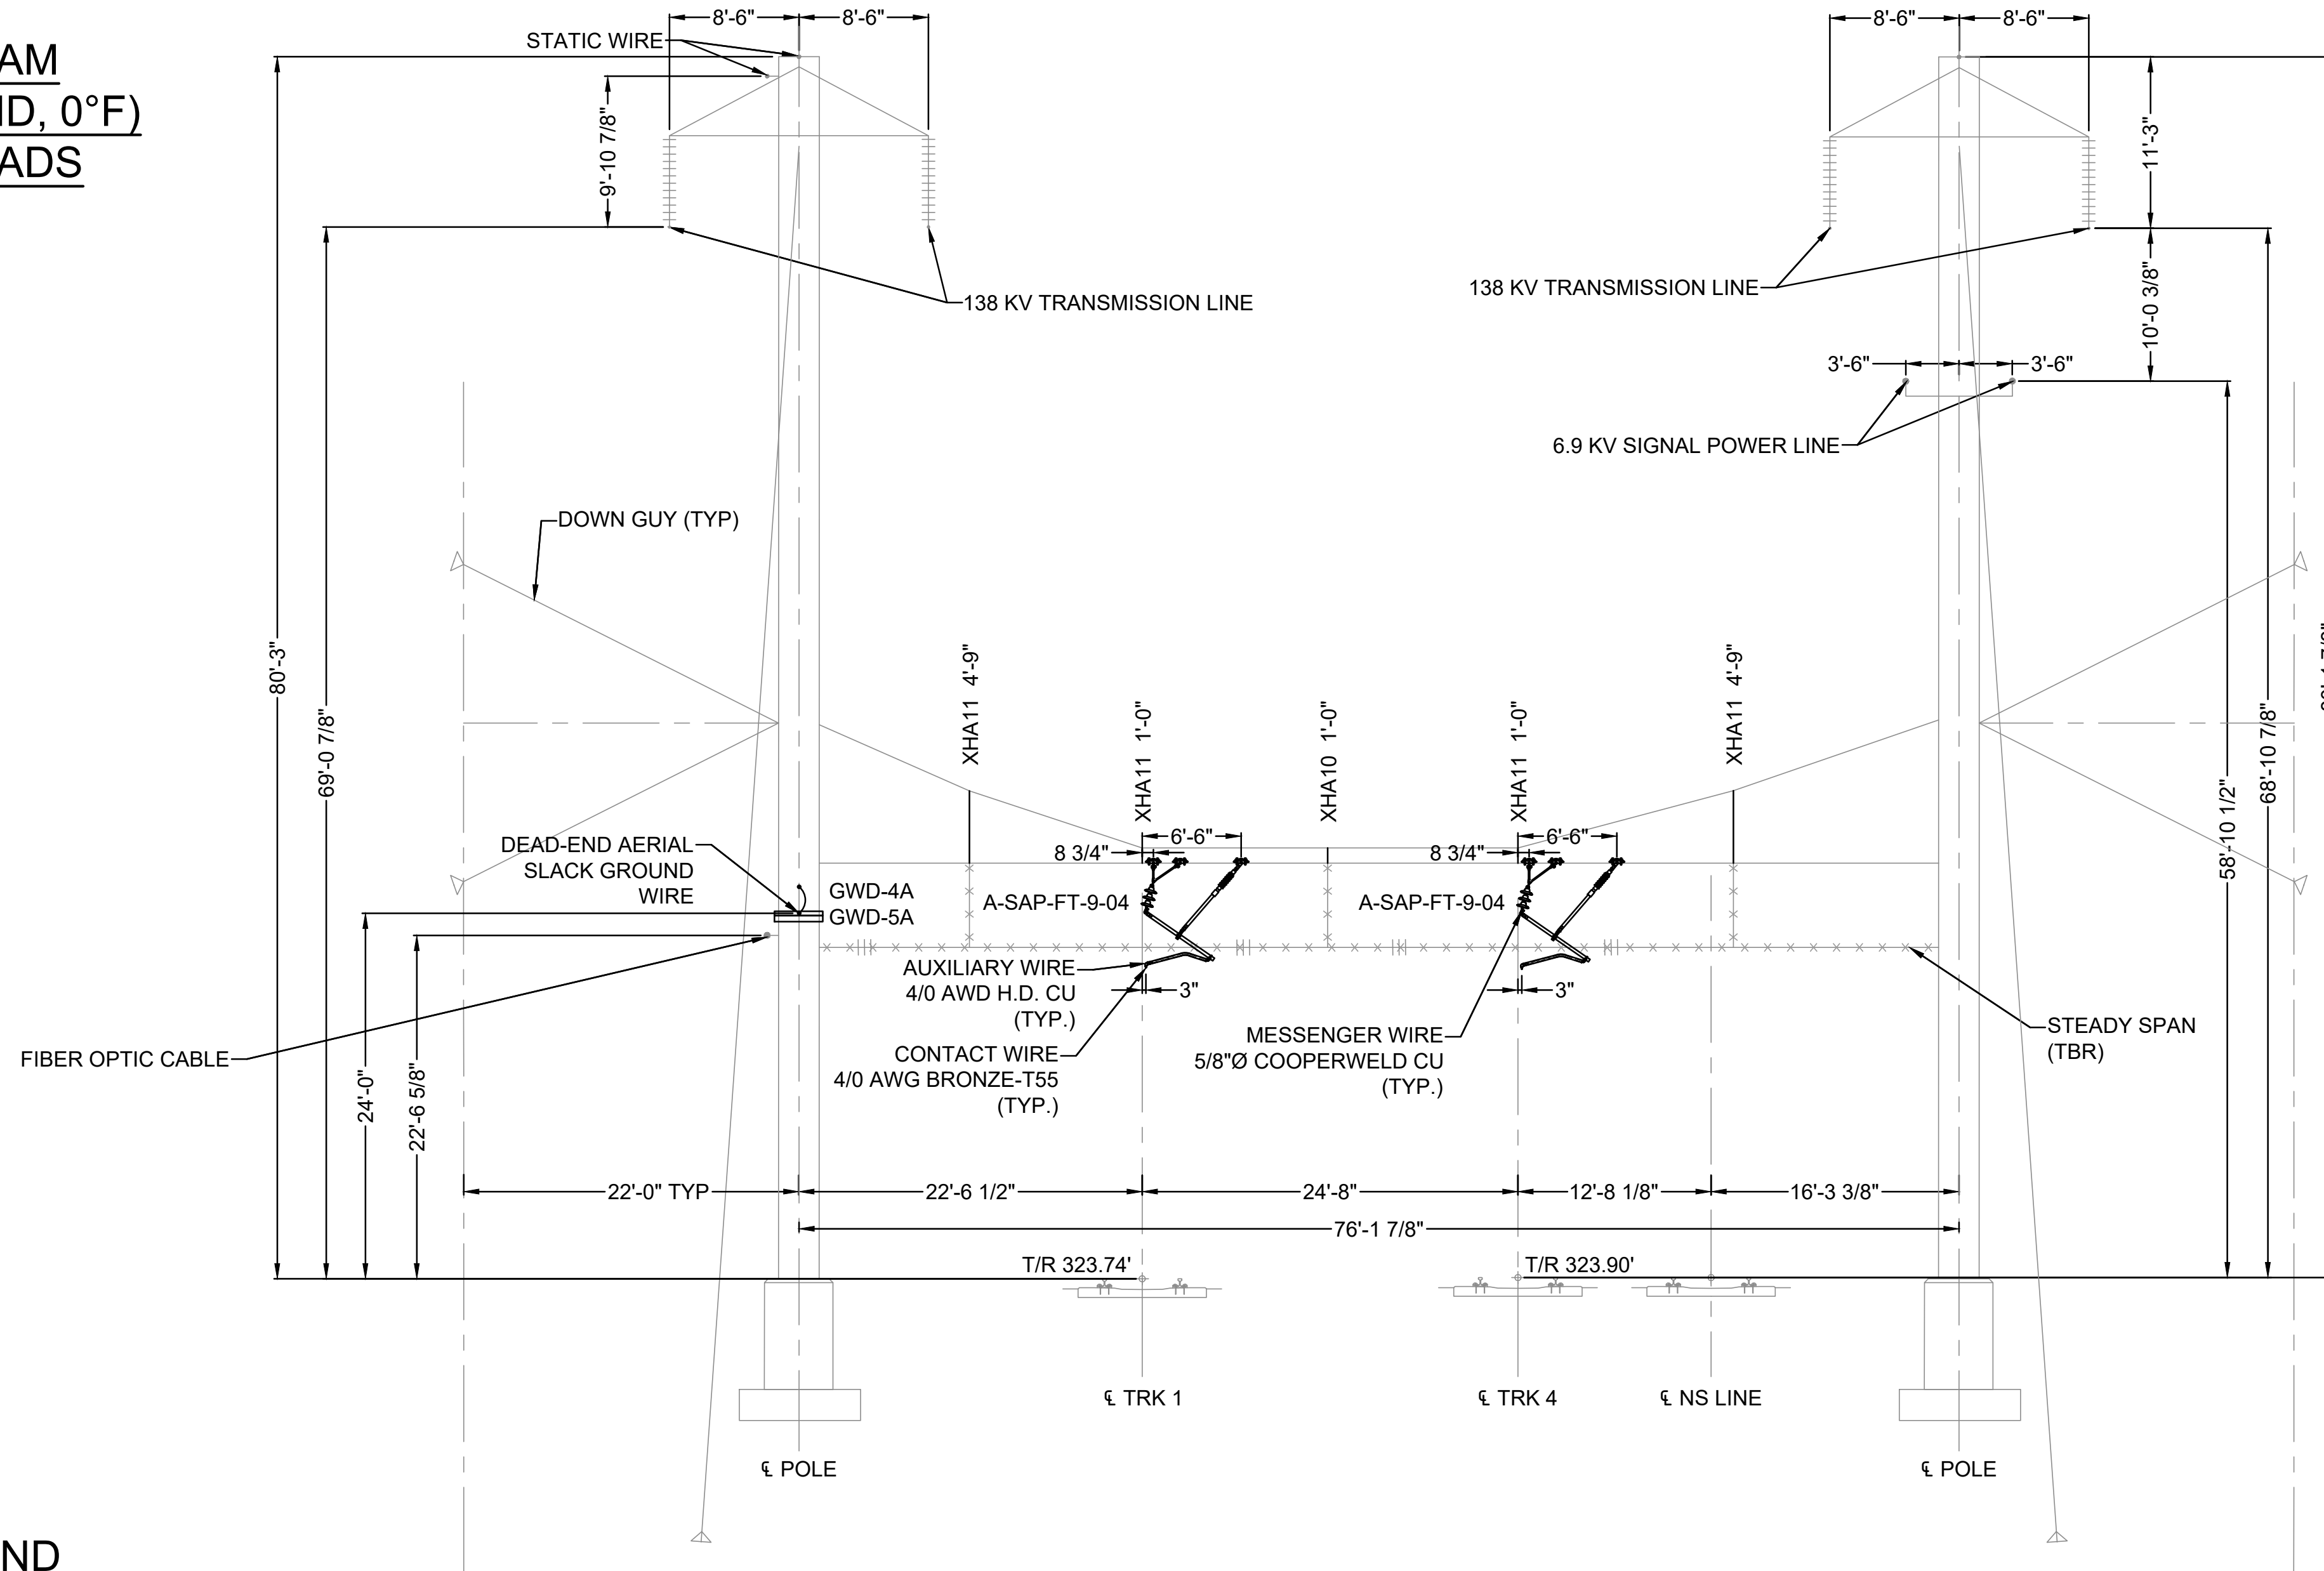 AM
ND, 0°F)
ADS
8'-6"
8'-6"
8'-6"
8'-6"
STATIC WIRE
9'-10 7/8"
11'-3"
138 KV TRANSMISSION LINE
138 KV TRANSMISSION LINE
10'-0 3/8"
3'-6"
3'-6"
6.9 KV SIGNAL POWER LINE
DOWN GUY (TYP)
80'-3"
69'-0 7/8"
XHA11 4'-9"
XHA11 1'-0"
XHA10 1'-0"
XHA11 1'-0"
XHA11 4'-9"
68'-10 7/8"
58'-10 1/2"
6'-6"
6'-6"
8 3/4"
8 3/4"
DEAD-END AERIAL
SLACK GROUND
WIRE
GWD-4A
GWD-5A
A-SAP-FT-9-04
A-SAP-FT-9-04
AUXILIARY WIRE
4/0 AWD H.D. CU
(TYP.)
3"
3"
CONTACT WIRE
4/0 AWG BRONZE-T55
(TYP.)
MESSENGER WIRE
5/8"Ø COOPERWELD CU
(TYP.)
STEADY SPAN
(TBR)
FIBER OPTIC CABLE
24'-0"
22'-6 5/8"
22'-0" TYP
22'-6 1/2"
24'-8"
12'-8 1/8"
16'-3 3/8"
76'-1 7/8"
T/R 323.74'
T/R 323.90'
℄ TRK 1
℄ TRK 4
℄ NS LINE
℄ POLE
℄ POLE
ND